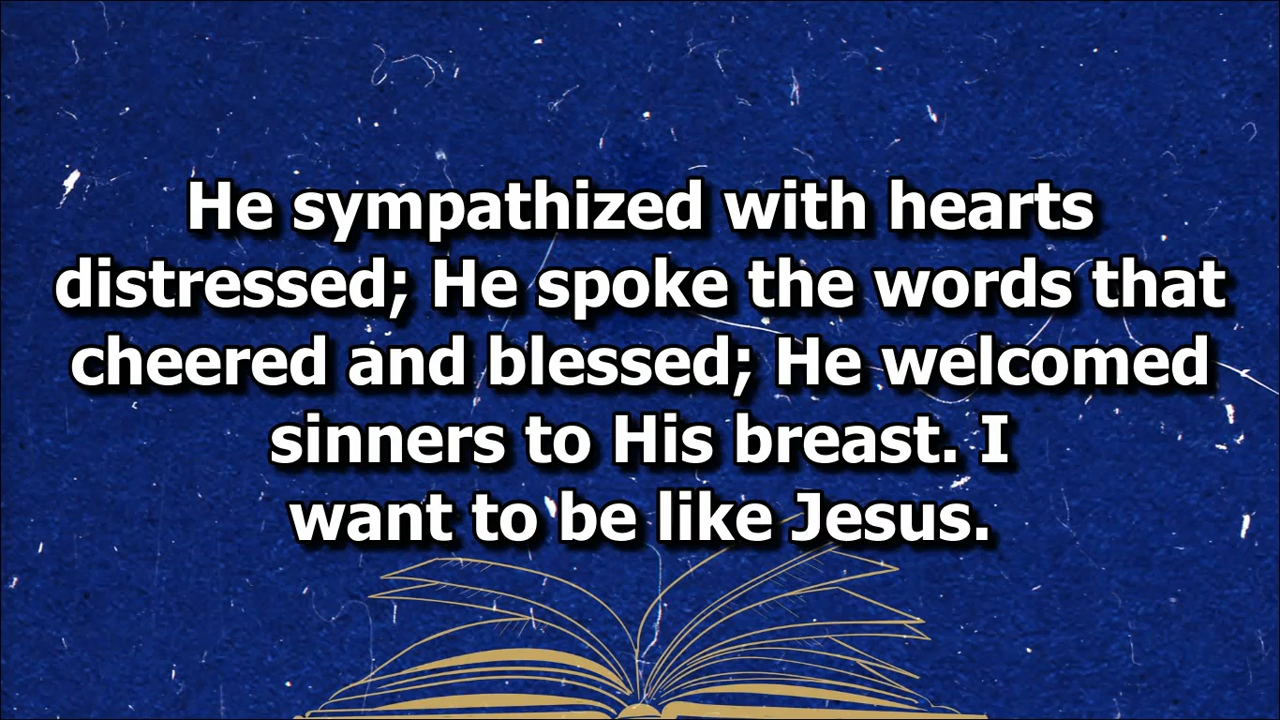 He sympathized with hearts
distressed; He spoke the words that
cheered and blessed; He welcomed
sinners to His breast. I
want to be like Jesus.